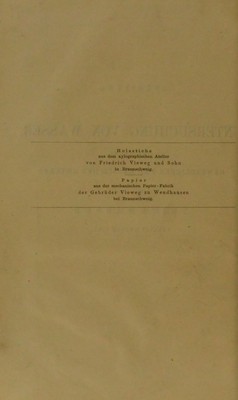 Holzstiche
aus dem xylographischen Atelier
von Friedrich Vieweg und Sohn
in Braunschweig.
Papier
aus der mechanischen Papier-Fabrik
der Gebrüder Vieweg zu Wendhausen
bei Braunschweig.